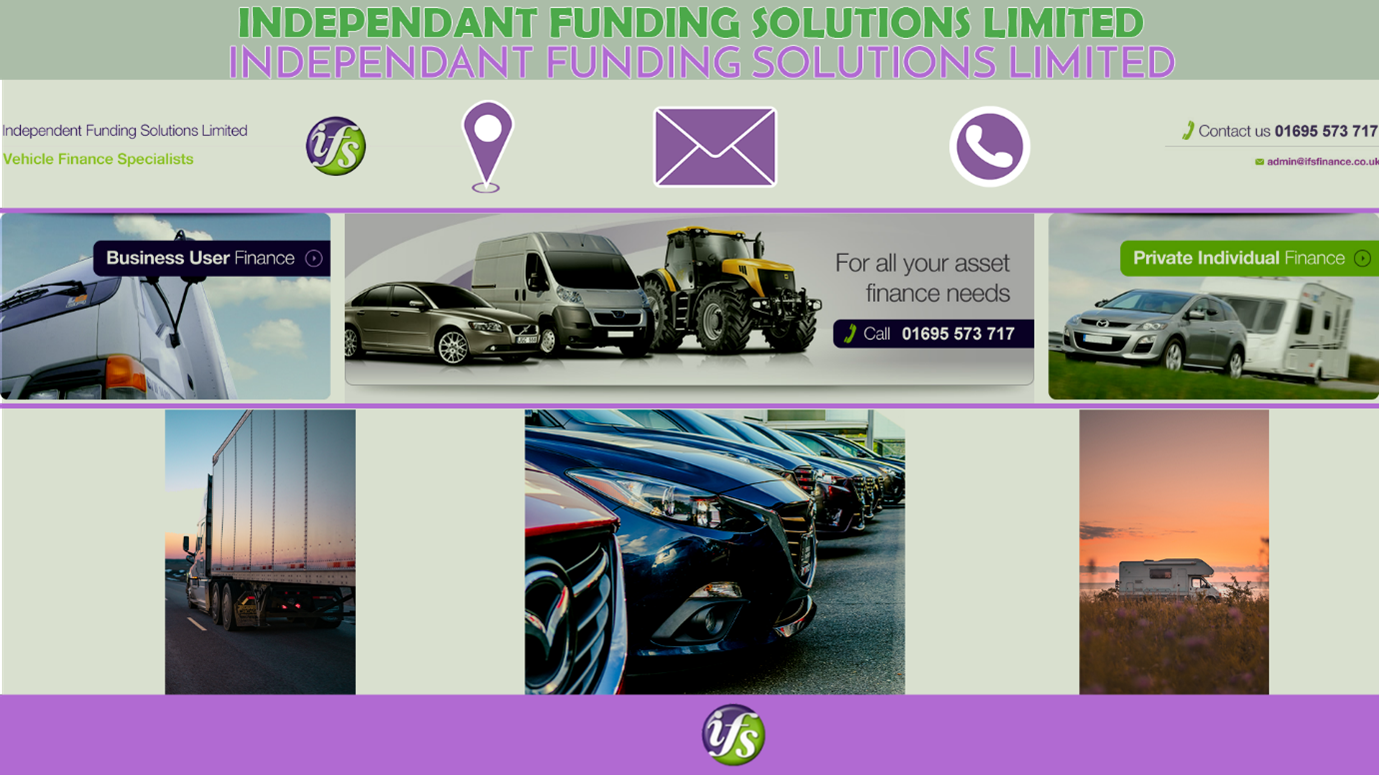 INDEPENDANT FUNDING SOLUTIONS LIMITED
INDEPENDANT FUNDING SOLUTIONS LIMITED
Independent Funding Solutions Limited
Vehicle Finance Specialists
ifs
Contact us 01695 573 717
admin@ifsfinance.co.uk
Business User Finance
For all your asset
finance needs
Call 01695 573 717
Private Individual Finance
ifs